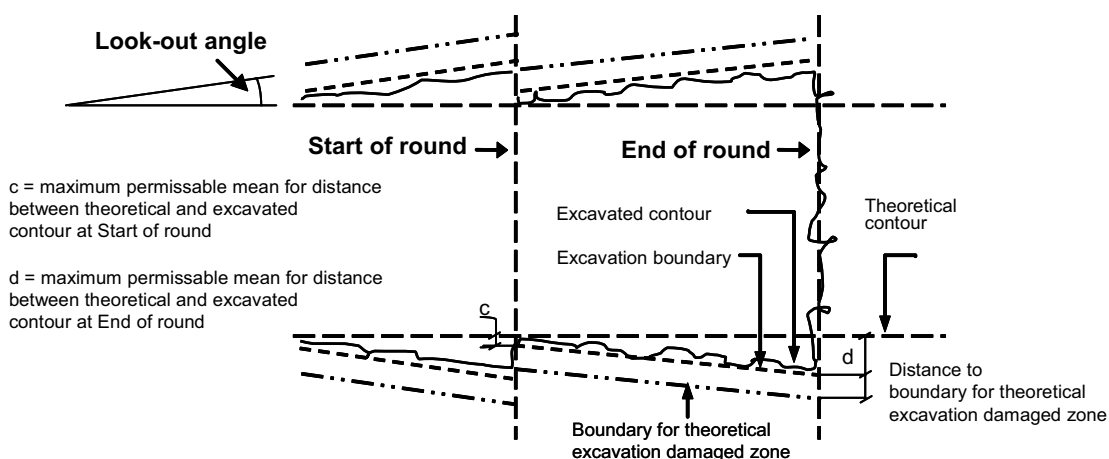 Look-out angle
Start of round
End of round
c = maximum permissable mean for distance
between theoretical and excavated
contour at Start of round
d = maximum permissable mean for distance
between theoretical and excavated
contour at End of round
Excavated contour
Excavation boundary
Theoretical
contour
c
d
Distance to
boundary for theoretical
excavation damaged zone
Boundary for theoretical
excavation damaged zone